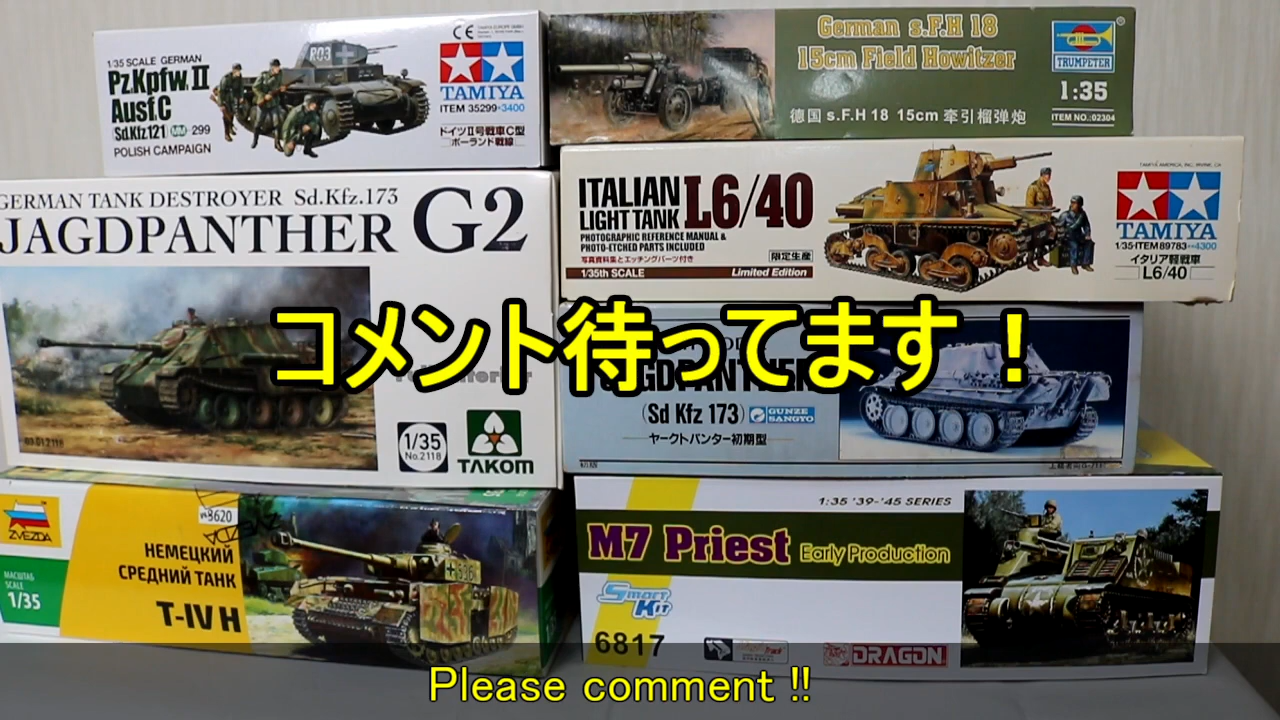 1/35 SCALE GERMAN
Pz.Kpfw.II
Ausf.C
Sd.Kfz.121 MM 299
POLISH CAMPAIGN
R03
CE
TAMIYA
ITEM 35299 3400
ドイツII号戦車C型
ポーランド戦線
German s.F.H 18
15cm Field Howitzer
TRUMPETER
1:35
德国 s.F.H 18 15cm 牵引榴弹炮
ITEM NO.:02304
GERMAN TANK DESTROYER Sd.Kfz.173
JAGDPANTHER G2
1/35
No.2118
TAKOM
ITALIAN
LIGHT TANK L6/40
PHOTOGRAPHIC REFERENCE MANUAL &
PHOTO-ETCHED PARTS INCLUDED
写真資料集とエッチングパーツ付き
限定生産
1/35th SCALE Limited Edition
TAMIYA
1/35 ITEM 89783 4300
イタリア軽戦車
L6/40
コメント待ってます！
(Sd Kfz 173) GUNZE SANGYO
ヤークトパンター初期型
ZVEZDA
3620
НЕМЕЦКИЙ
СРЕДНИЙ ТАНК
T-IV H
МАСШТАБ
SCALE
1/35
536
1:35 '39-'45 SERIES
M7 Priest Early Production
Smart Kit
6817
DRAGON
Please comment !!